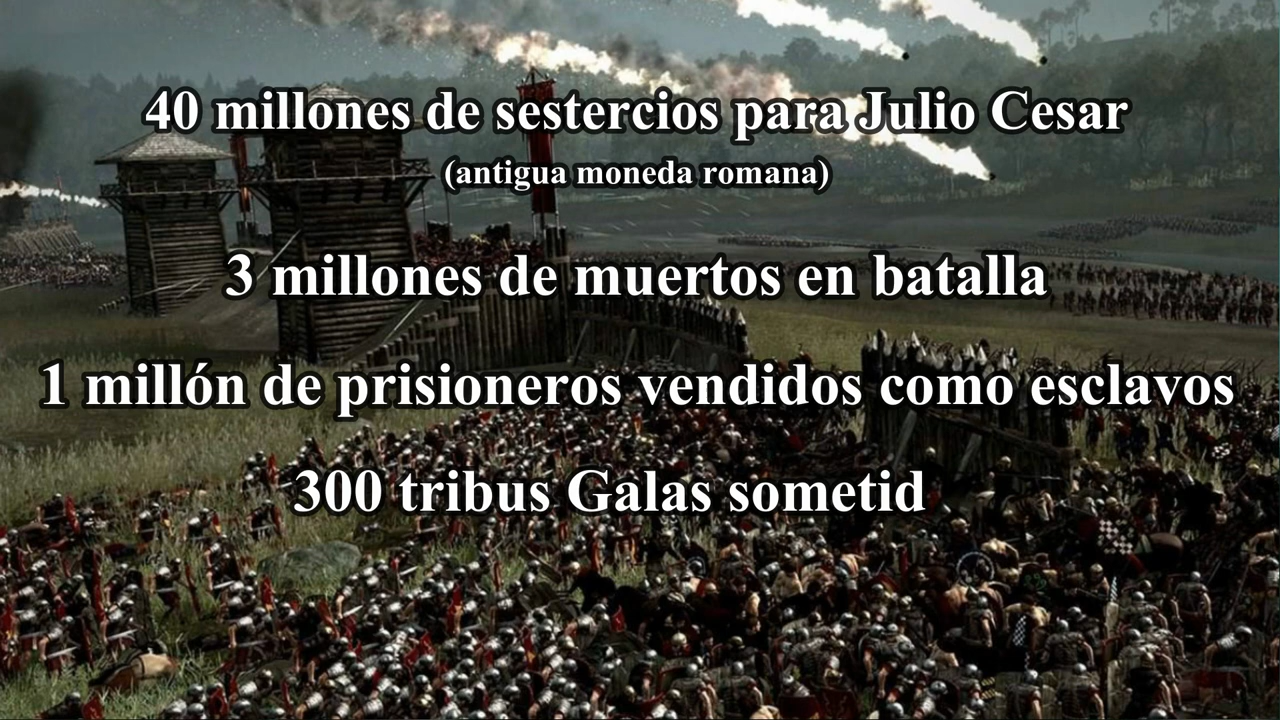 40 millones de sestercios para Julio Cesar
(antigua moneda romana)
3 millones de muertos en batalla
1 millón de prisioneros vendidos como esclavos
300 tribus Galas sometid